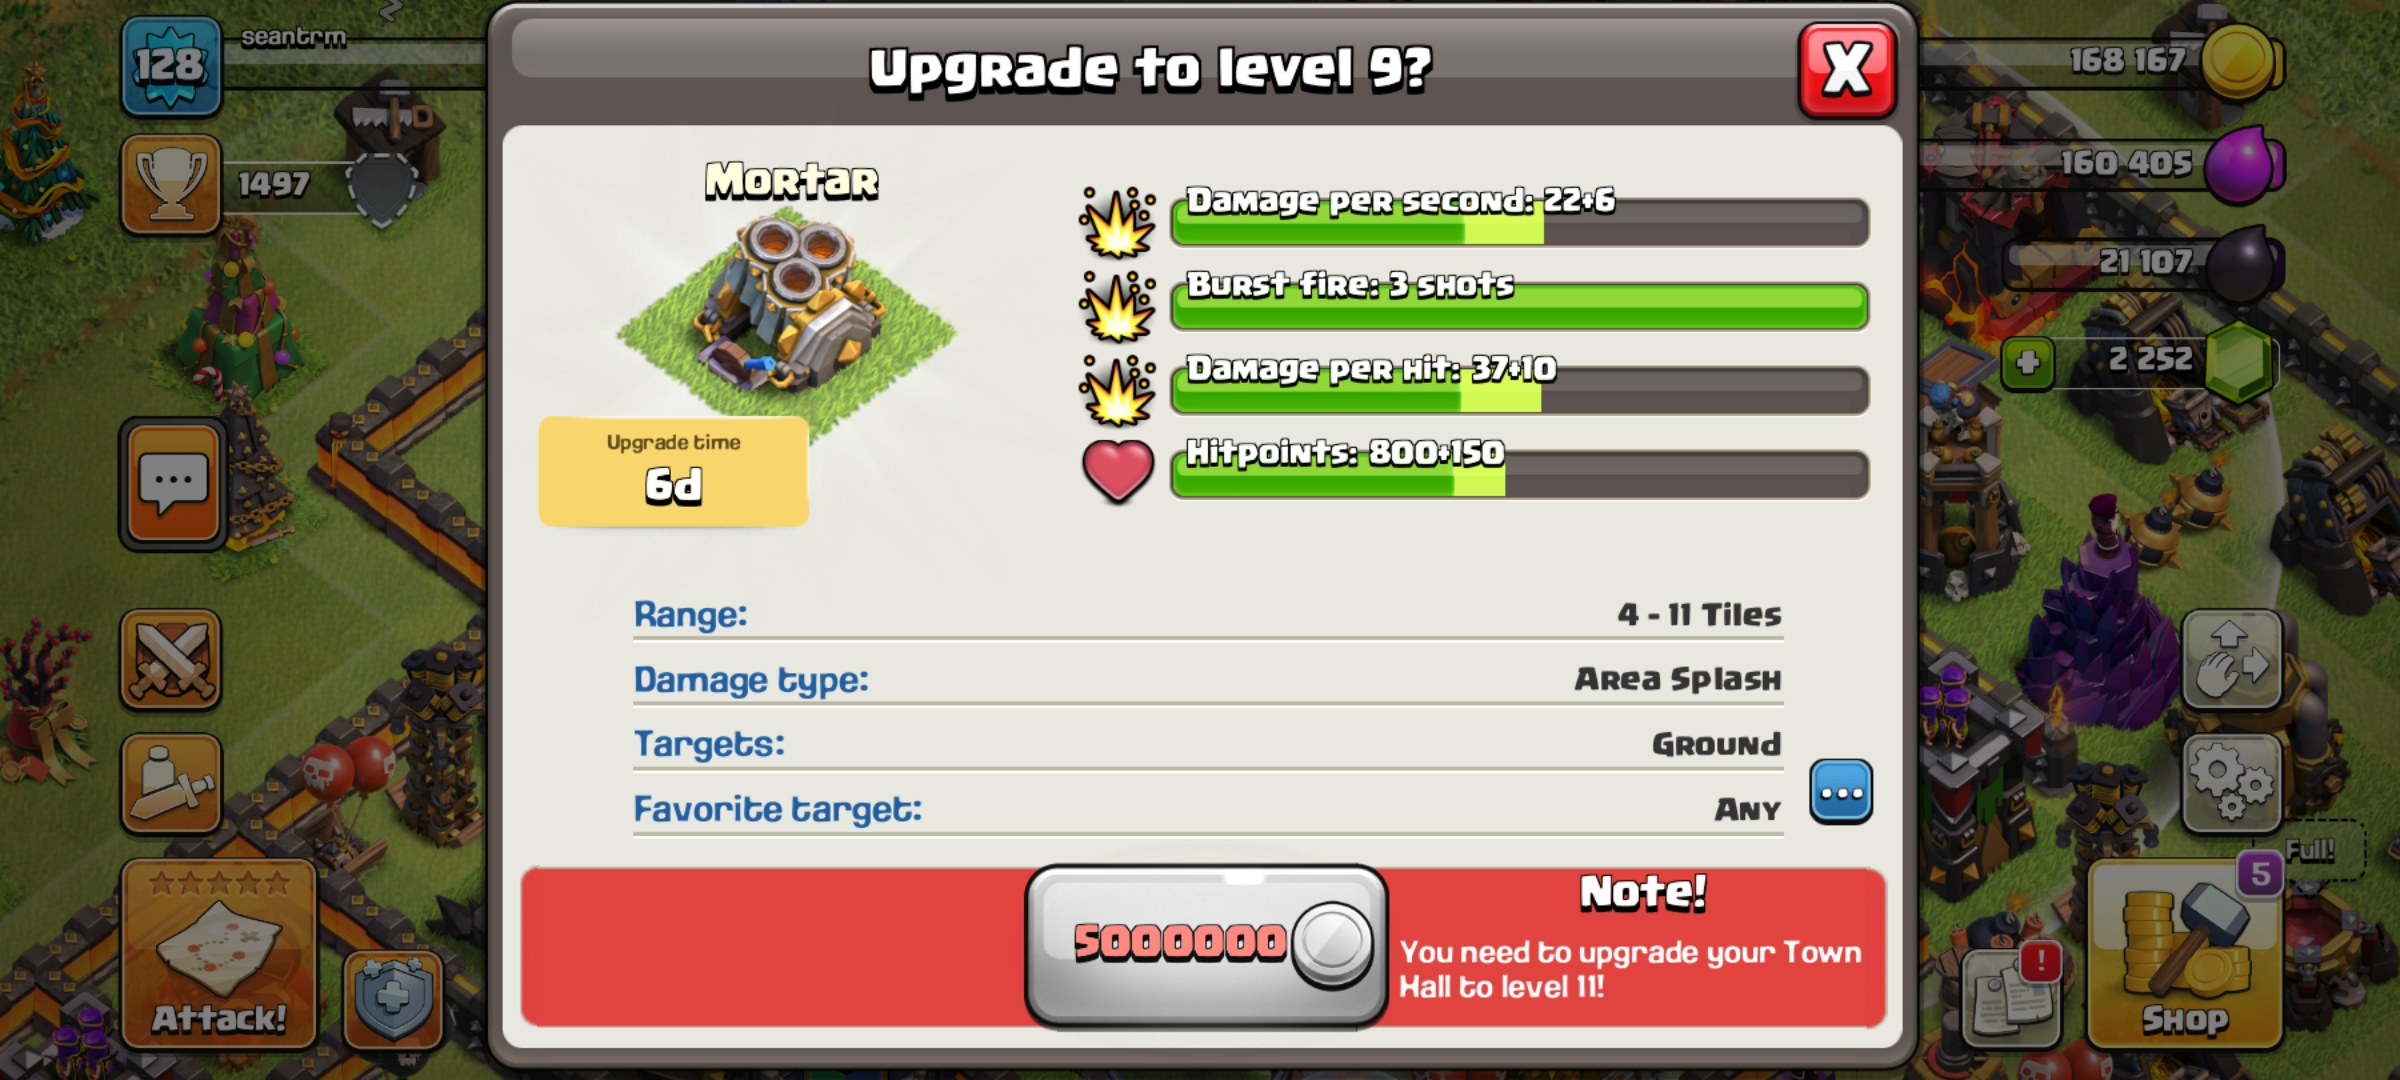 128
seantrm
1497
Attack!
Upgrade to level 9?
X
Mortar
Upgrade time
6d
Damage per second: 22+6
Burst fire: 3 shots
Damage per hit: 37+10
Hitpoints: 800+150
Range: 4 - 11 Tiles
Damage type: Area Splash
Targets: Ground
Favorite target: Any
5000000
Note!
You need to upgrade your Town
Hall to level 11!
168 167
160 405
21 107
2 252
Full!
5
!
Shop